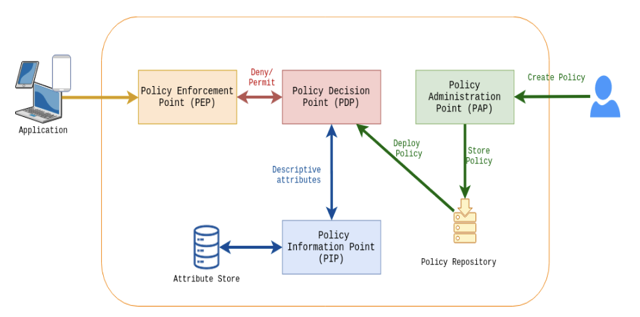 Deny/
Permit
Create Policy
Policy Enforcement
Point (PEP)
Policy Decision
Point (PDP)
Policy
Administration
Point (PAP)
Application
Deploy
Policy
Store
Policy
Descriptive
attributes
Policy
Information Point
(PIP)
Policy Repository
Attribute Store